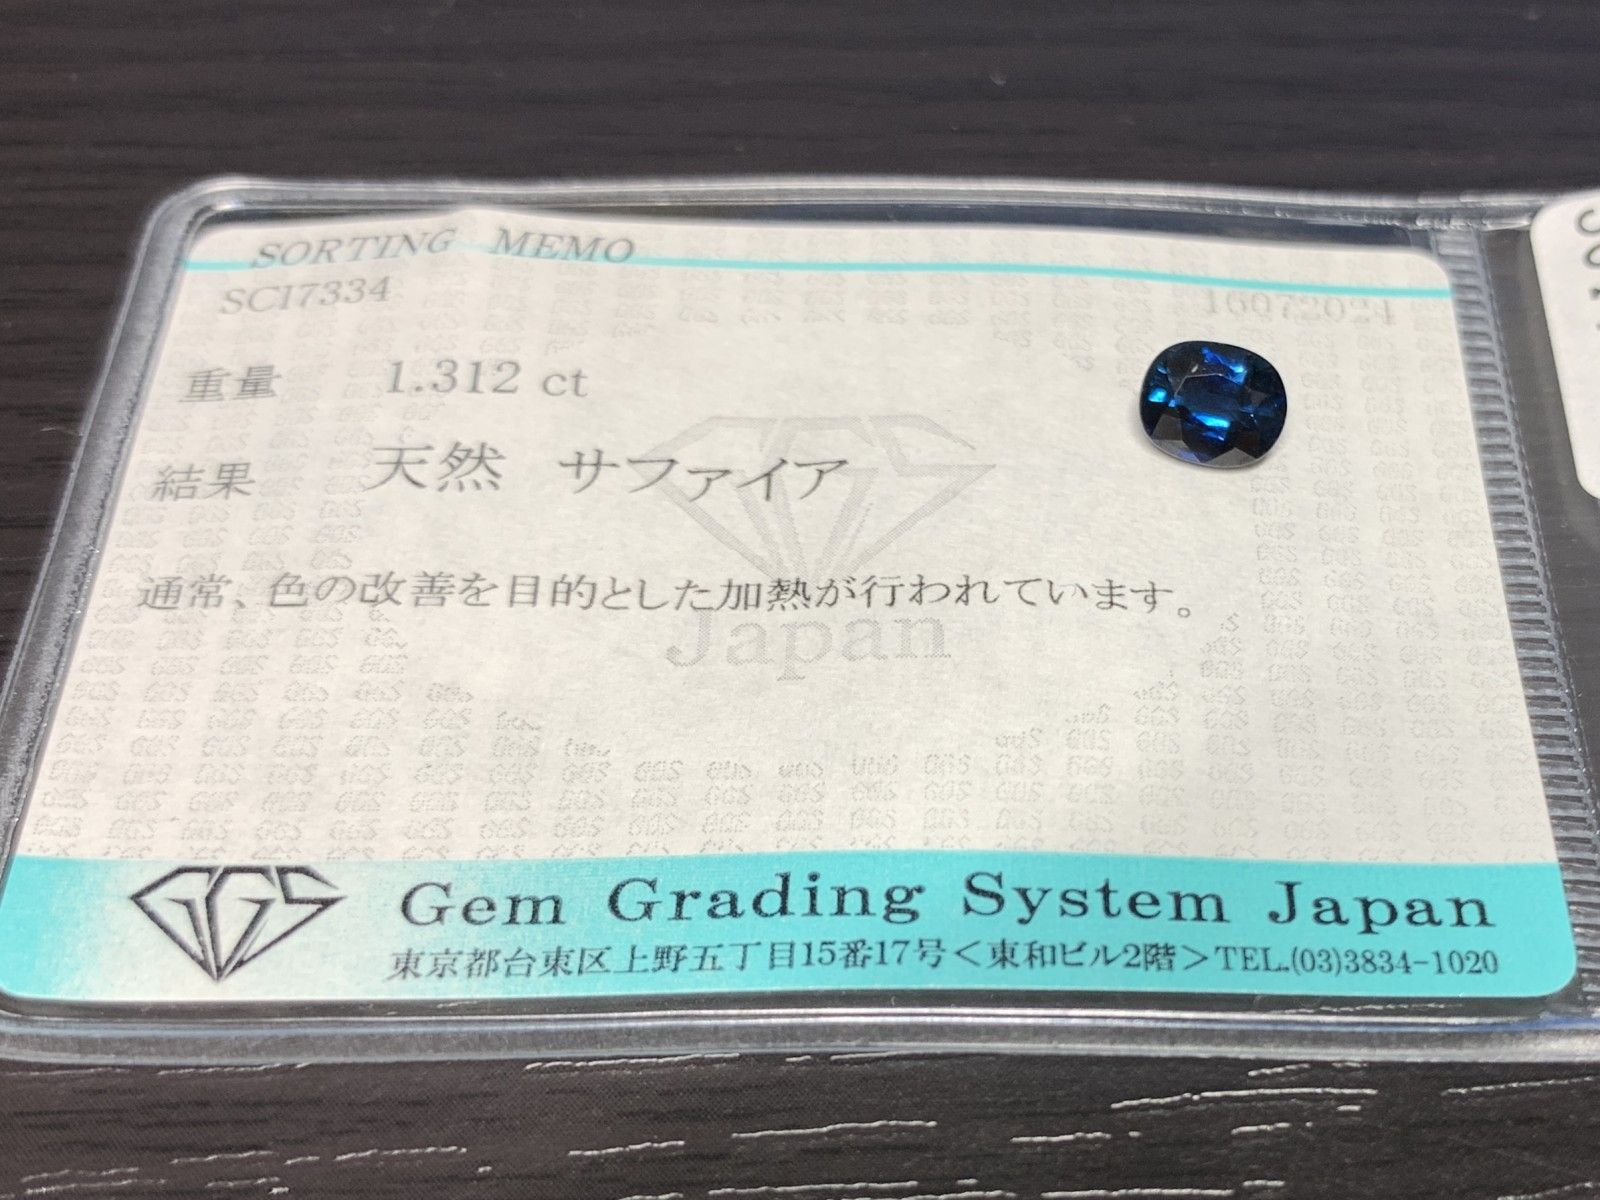 SORTING MEMO
SC17334 16072024
重量 1.312 ct
結果 天然 サファイア
通常、色の改善を目的とした加熱が行われています。
GGS
Japan
GGS Gem Grading System Japan
東京都台東区上野五丁目15番17号<東和ビル2階>TEL.(03)3834-1020